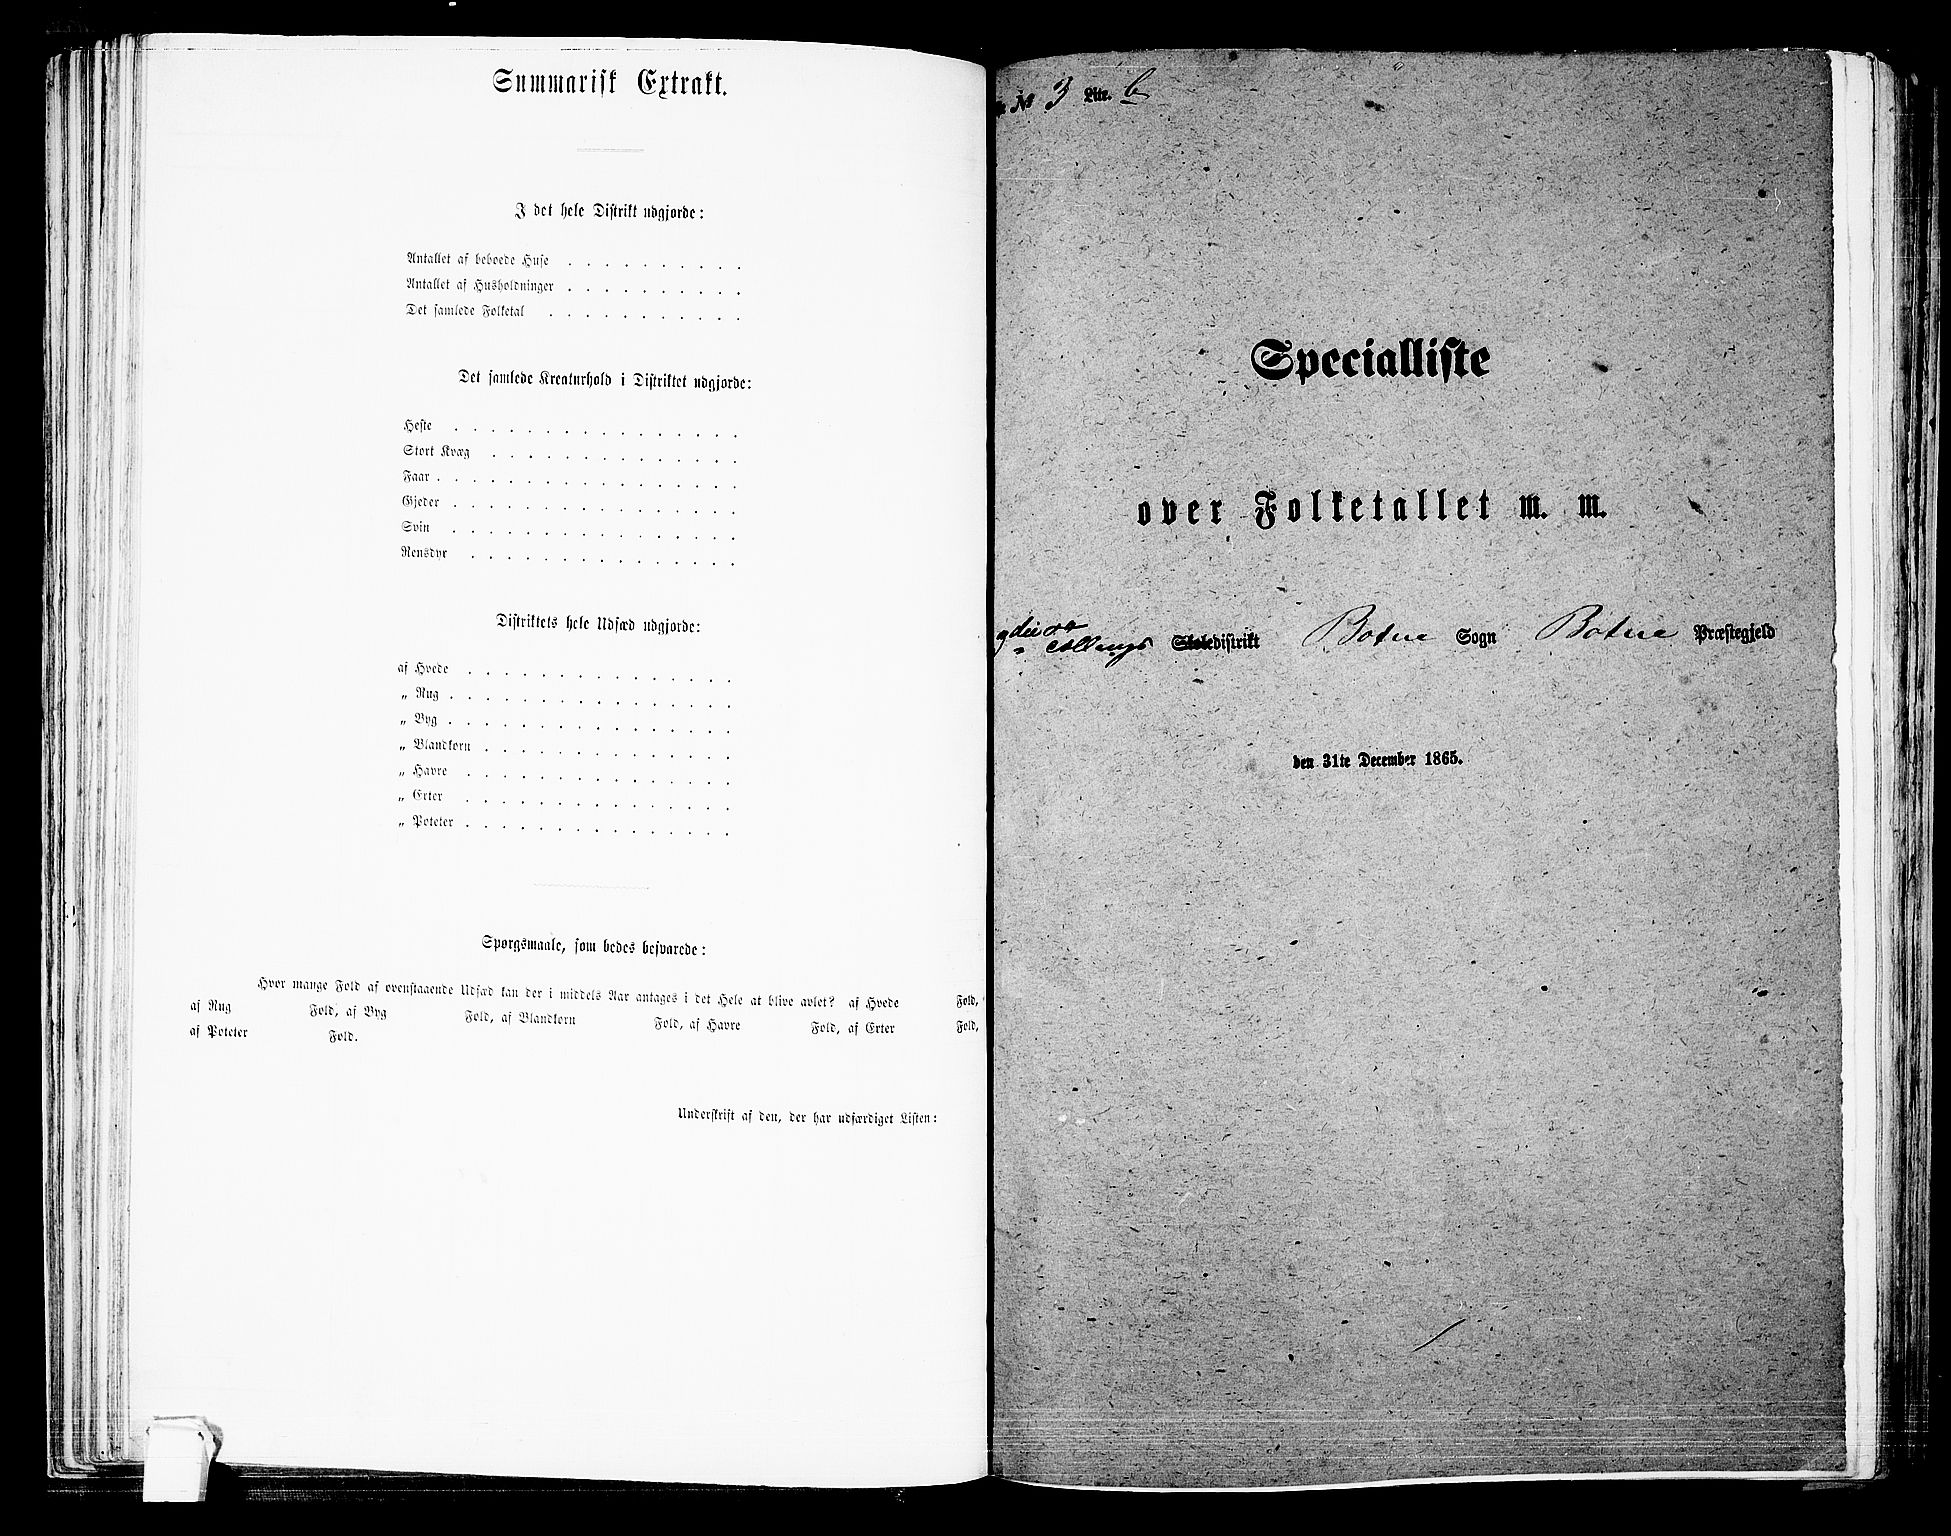 Summarisk Extrakt.
I det hele Distrikt udgjorde:
Antallet af beboede Huse . . . . . . . . . .
Antallet af Husholdninger . . . . . . . . . .
Det samlede Folketal . . . . . . . . . . .
Det samlede Kreaturhold i Distriktet udgjorde:
Heste . . . . . . . . . . . . . . . .
Stort Kvæg . . . . . . . . . . . . . .
Faar . . . . . . . . . . . . . . . . .
Gjeder . . . . . . . . . . . . . . . .
Svin . . . . . . . . . . . . . . . .
Rensdyr . . . . . . . . . . . . . . .
Distriktets hele Udsæd udgjorde:
af Hvede . . . . . . . . . . . . . . .
„ Rug . . . . . . . . . . . . . . . .
„ Byg . . . . . . . . . . . . . . . .
„ Blandkorn . . . . . . . . . . . . . .
„ Havre . . . . . . . . . . . . . . .
„ Erter . . . . . . . . . . . . . . .
„ Poteter . . . . . . . . . . . . . . .
Spørgsmaale, som bedes besvarede:
Hvor mange Fold af ovenstaaende Udsæd kan der i middels Aar antages i det Hele at blive avlet? af Hvede Fold,
af Rug Fold, af Byg Fold, af Blandkorn Fold, af Havre Fold, af Erter Fold,
af Poteter Fold.
Underskrift af den, der har udfærdiget Listen:
№ 3 Litr. b
Specialliste
over Folketallet m. m.
Skoledistrikt Botne Sogn Botne Præstegjeld
den 31te December 1865.